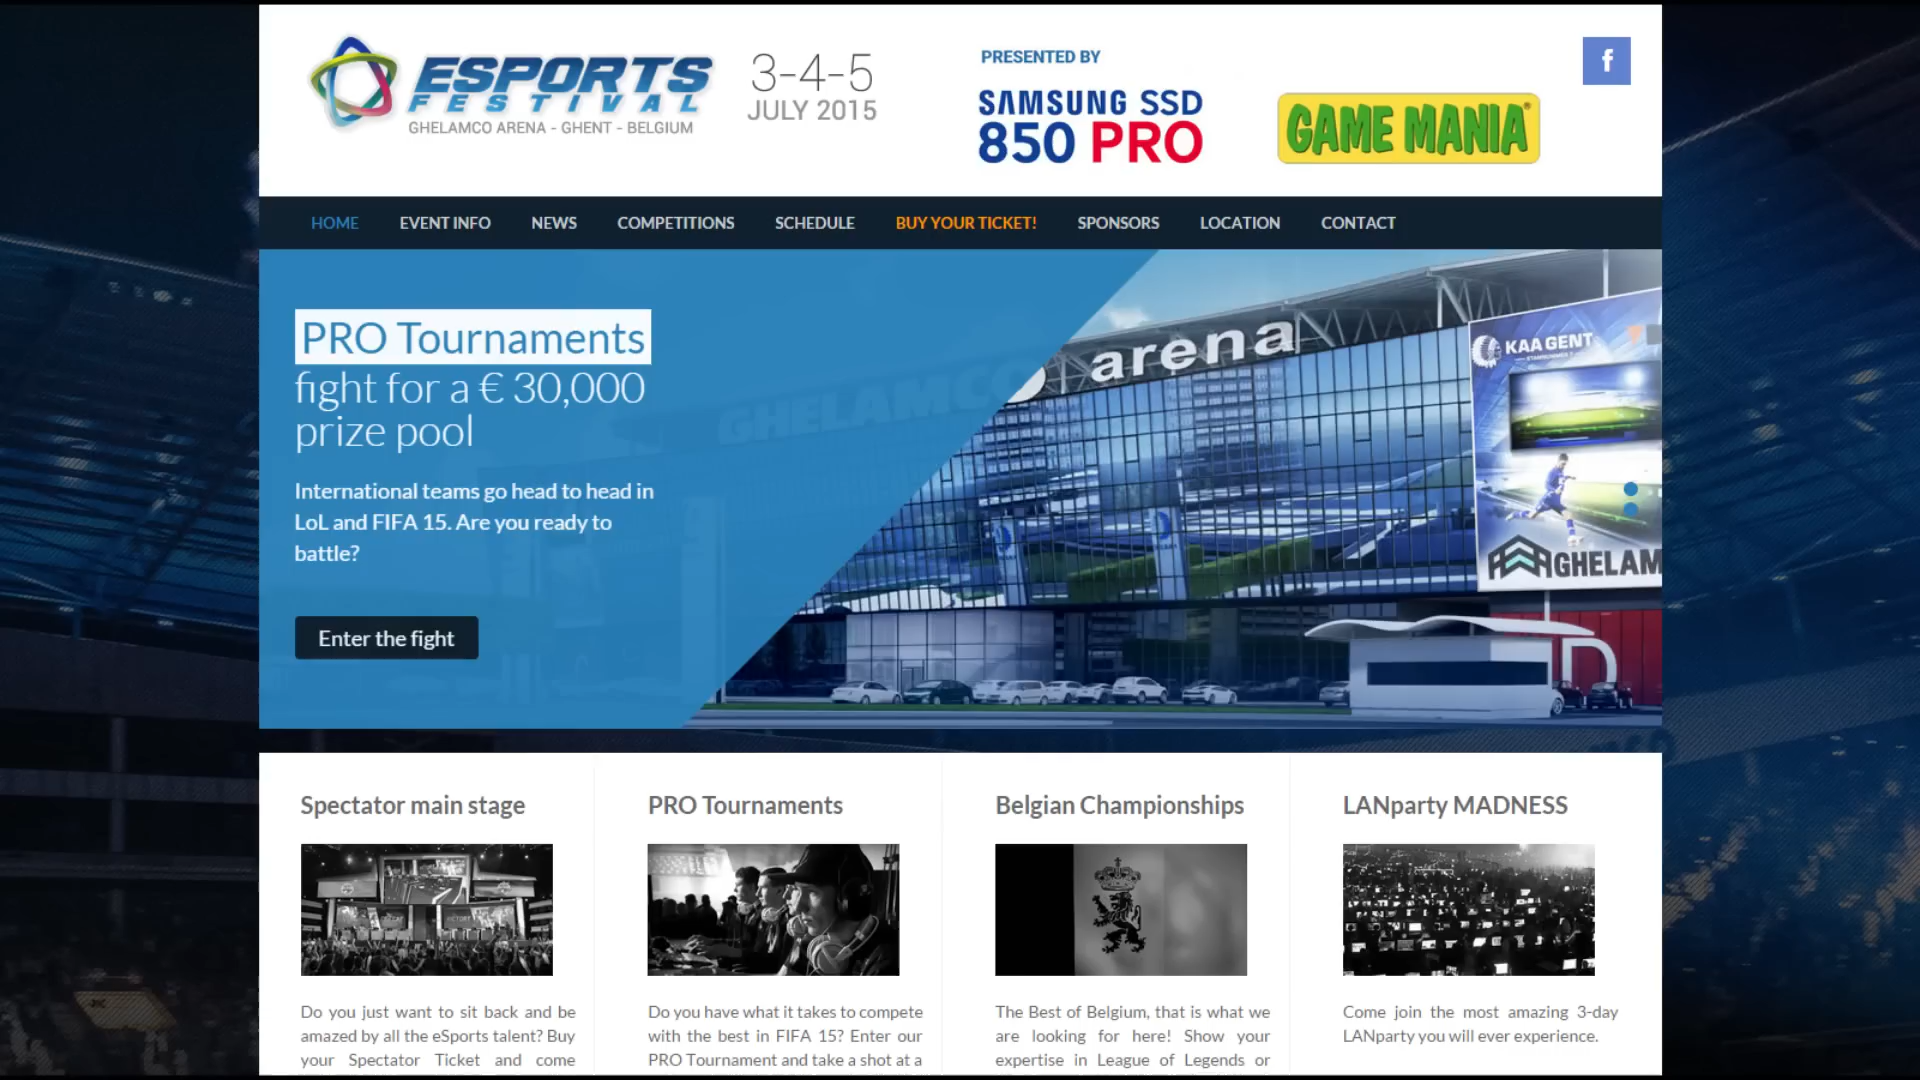 ESPORTS
FESTIVAL
GHELAMCO ARENA - GHENT - BELGIUM
3-4-5
JULY 2015
PRESENTED BY
SAMSUNG SSD
850 PRO
GAME MANIA®
f
HOME EVENT INFO NEWS COMPETITIONS SCHEDULE BUY YOUR TICKET! SPONSORS LOCATION CONTACT
PRO Tournaments
fight for a € 30,000
prize pool
International teams go head to head in
LoL and FIFA 15. Are you ready to
battle?
Enter the fight
GHELAMCO arena
KAA GENT
GHELAM
D
Spectator main stage
Do you just want to sit back and be
amazed by all the eSports talent? Buy
your Spectator Ticket and come
PRO Tournaments
Do you have what it takes to compete
with the best in FIFA 15? Enter our
PRO Tournament and take a shot at a
Belgian Championships
The Best of Belgium, that is what we
are looking for here! Show your
expertise in League of Legends or
LANparty MADNESS
Come join the most amazing 3-day
LANparty you will ever experience.